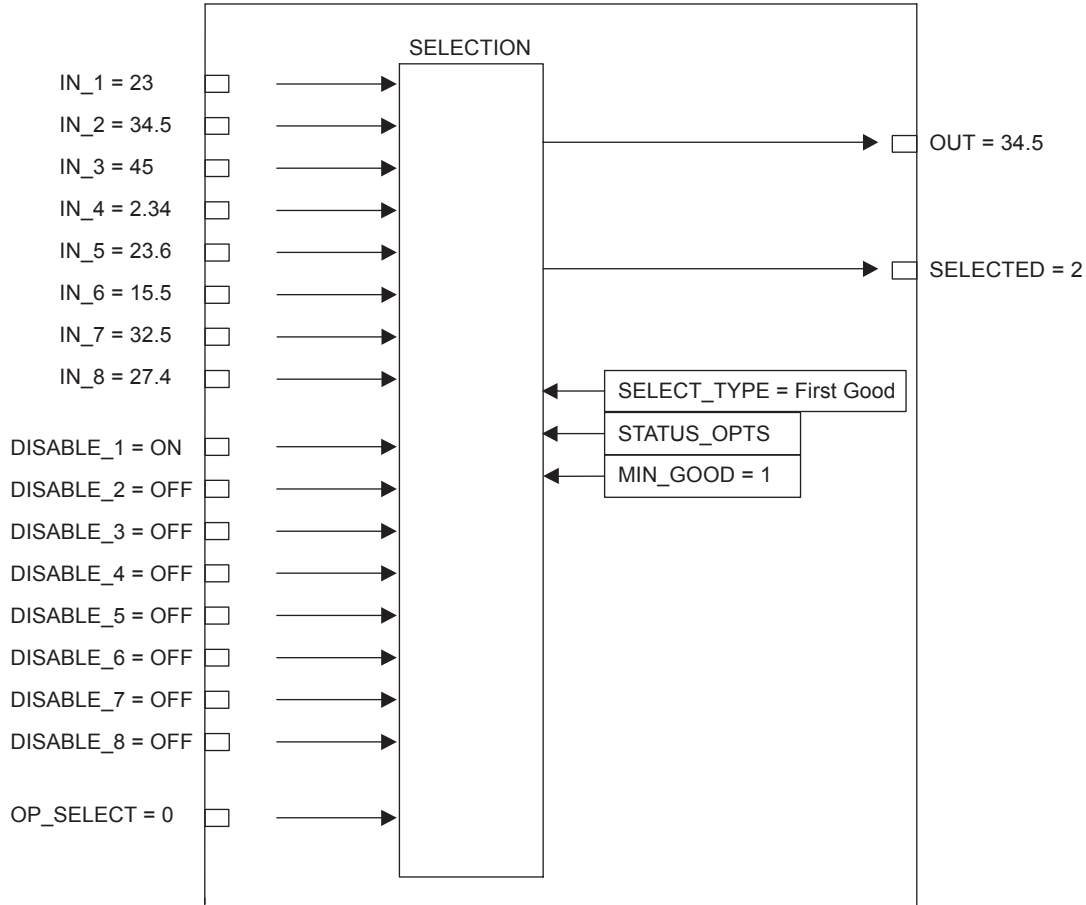 SELECTION
IN_1 = 23
IN_2 = 34.5
IN_3 = 45
IN_4 = 2.34
IN_5 = 23.6
IN_6 = 15.5
IN_7 = 32.5
IN_8 = 27.4
DISABLE_1 = ON
DISABLE_2 = OFF
DISABLE_3 = OFF
DISABLE_4 = OFF
DISABLE_5 = OFF
DISABLE_6 = OFF
DISABLE_7 = OFF
DISABLE_8 = OFF
OP_SELECT = 0
OUT = 34.5
SELECTED = 2
SELECT_TYPE = First Good
STATUS_OPTS
MIN_GOOD = 1